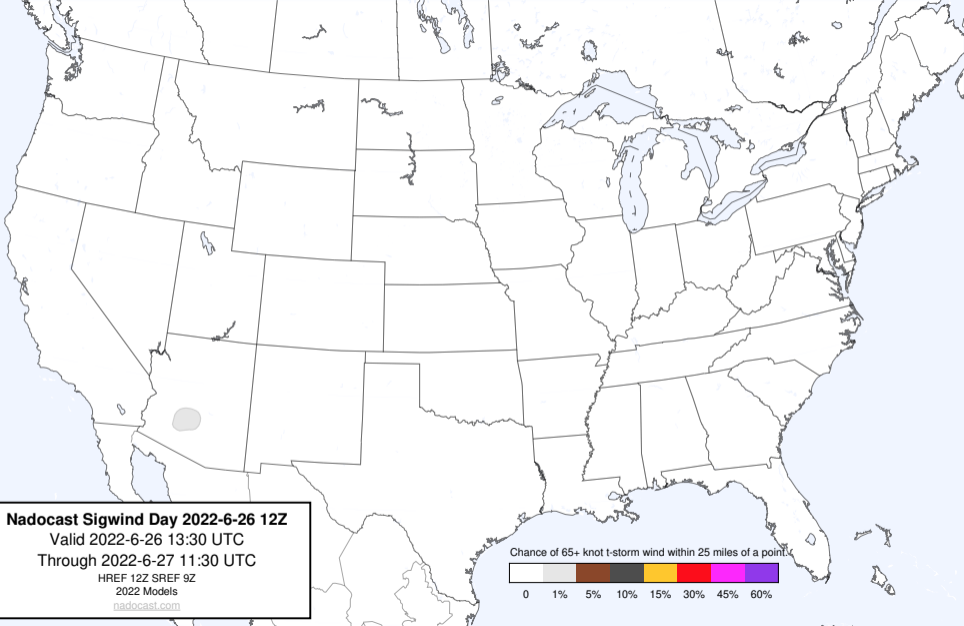 Nadocast Sigwind Day 2022-6-26 12Z
Valid 2022-6-26 13:30 UTC
Through 2022-6-27 11:30 UTC
HREF 12Z SREF 9Z
2022 Models
nadocast.com
Chance of 65+ knot t-storm wind within 25 miles of a point.
0 1% 5% 10% 15% 30% 45% 60%